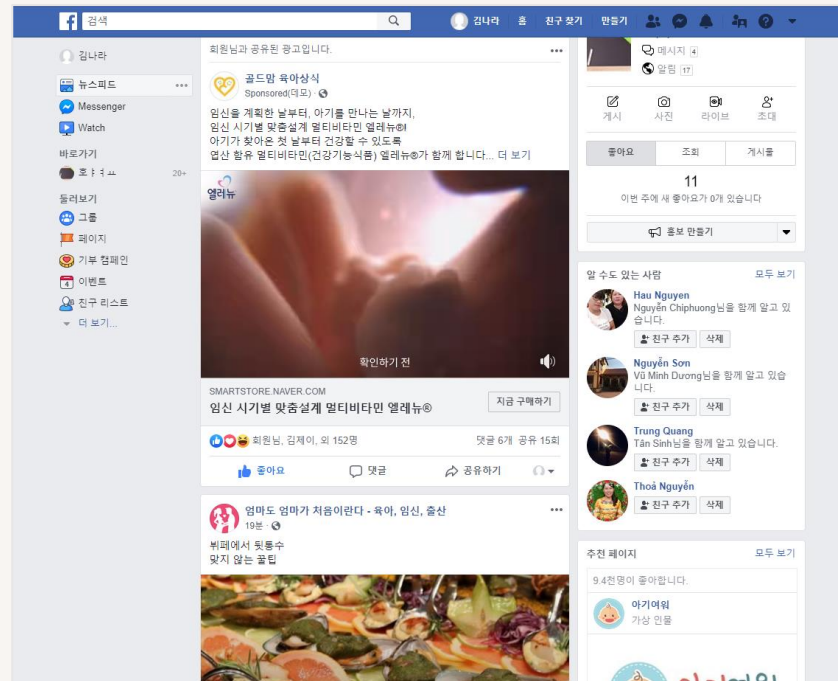 검색
김나라
홈
친구 찾기
만들기
김나라
뉴스피드
Messenger
Watch
바로가기
호ㅑㅕㅛ
20+
둘러보기
그룹
페이지
기부 캠페인
4
이벤트
친구 리스트
더 보기...
회원님과 공유된 광고입니다.
골드맘 육아상식
Sponsored(데모) ·
임신을 계획한 날부터, 아기를 만나는 날까지,
임신 시기별 맞춤설계 멀티비타민 엘레뉴®!
아기가 찾아온 첫 날부터 건강할 수 있도록
엽산 함유 멀티비타민(건강기능식품) 엘레뉴®가 함께 합니다... 더 보기
엘레뉴
확인하기 전
SMARTSTORE.NAVER.COM
임신 시기별 맞춤설계 멀티비타민 엘레뉴®
지금 구매하기
회원님, 김제이, 외 152명
댓글 6개 공유 15회
좋아요
댓글
공유하기
엄마도 엄마가 처음이란다 - 육아, 임신, 출산
19분 ·
뷔페에서 뒷통수
맞지 않는 꿀팁
메시지 4
알림 17
게시
사진
라이브
초대
좋아요
조회
게시물
11
이번 주에 새 좋아요가 0개 있습니다
홍보 만들기
알 수도 있는 사람
모두 보기
Hau Nguyen
Nguyễn Chiphuong님을 함께 알고 있
습니다.
친구 추가
삭제
Nguyễn Sơn
Vũ Minh Dương님을 함께 알고 있습
니다.
친구 추가
삭제
Trung Quang
Tân Sinh님을 함께 알고 있습니다.
친구 추가
삭제
Thoả Nguyễn
친구 추가
삭제
추천 페이지
모두 보기
9.4천명이 좋아합니다.
아기여워
가상 인물